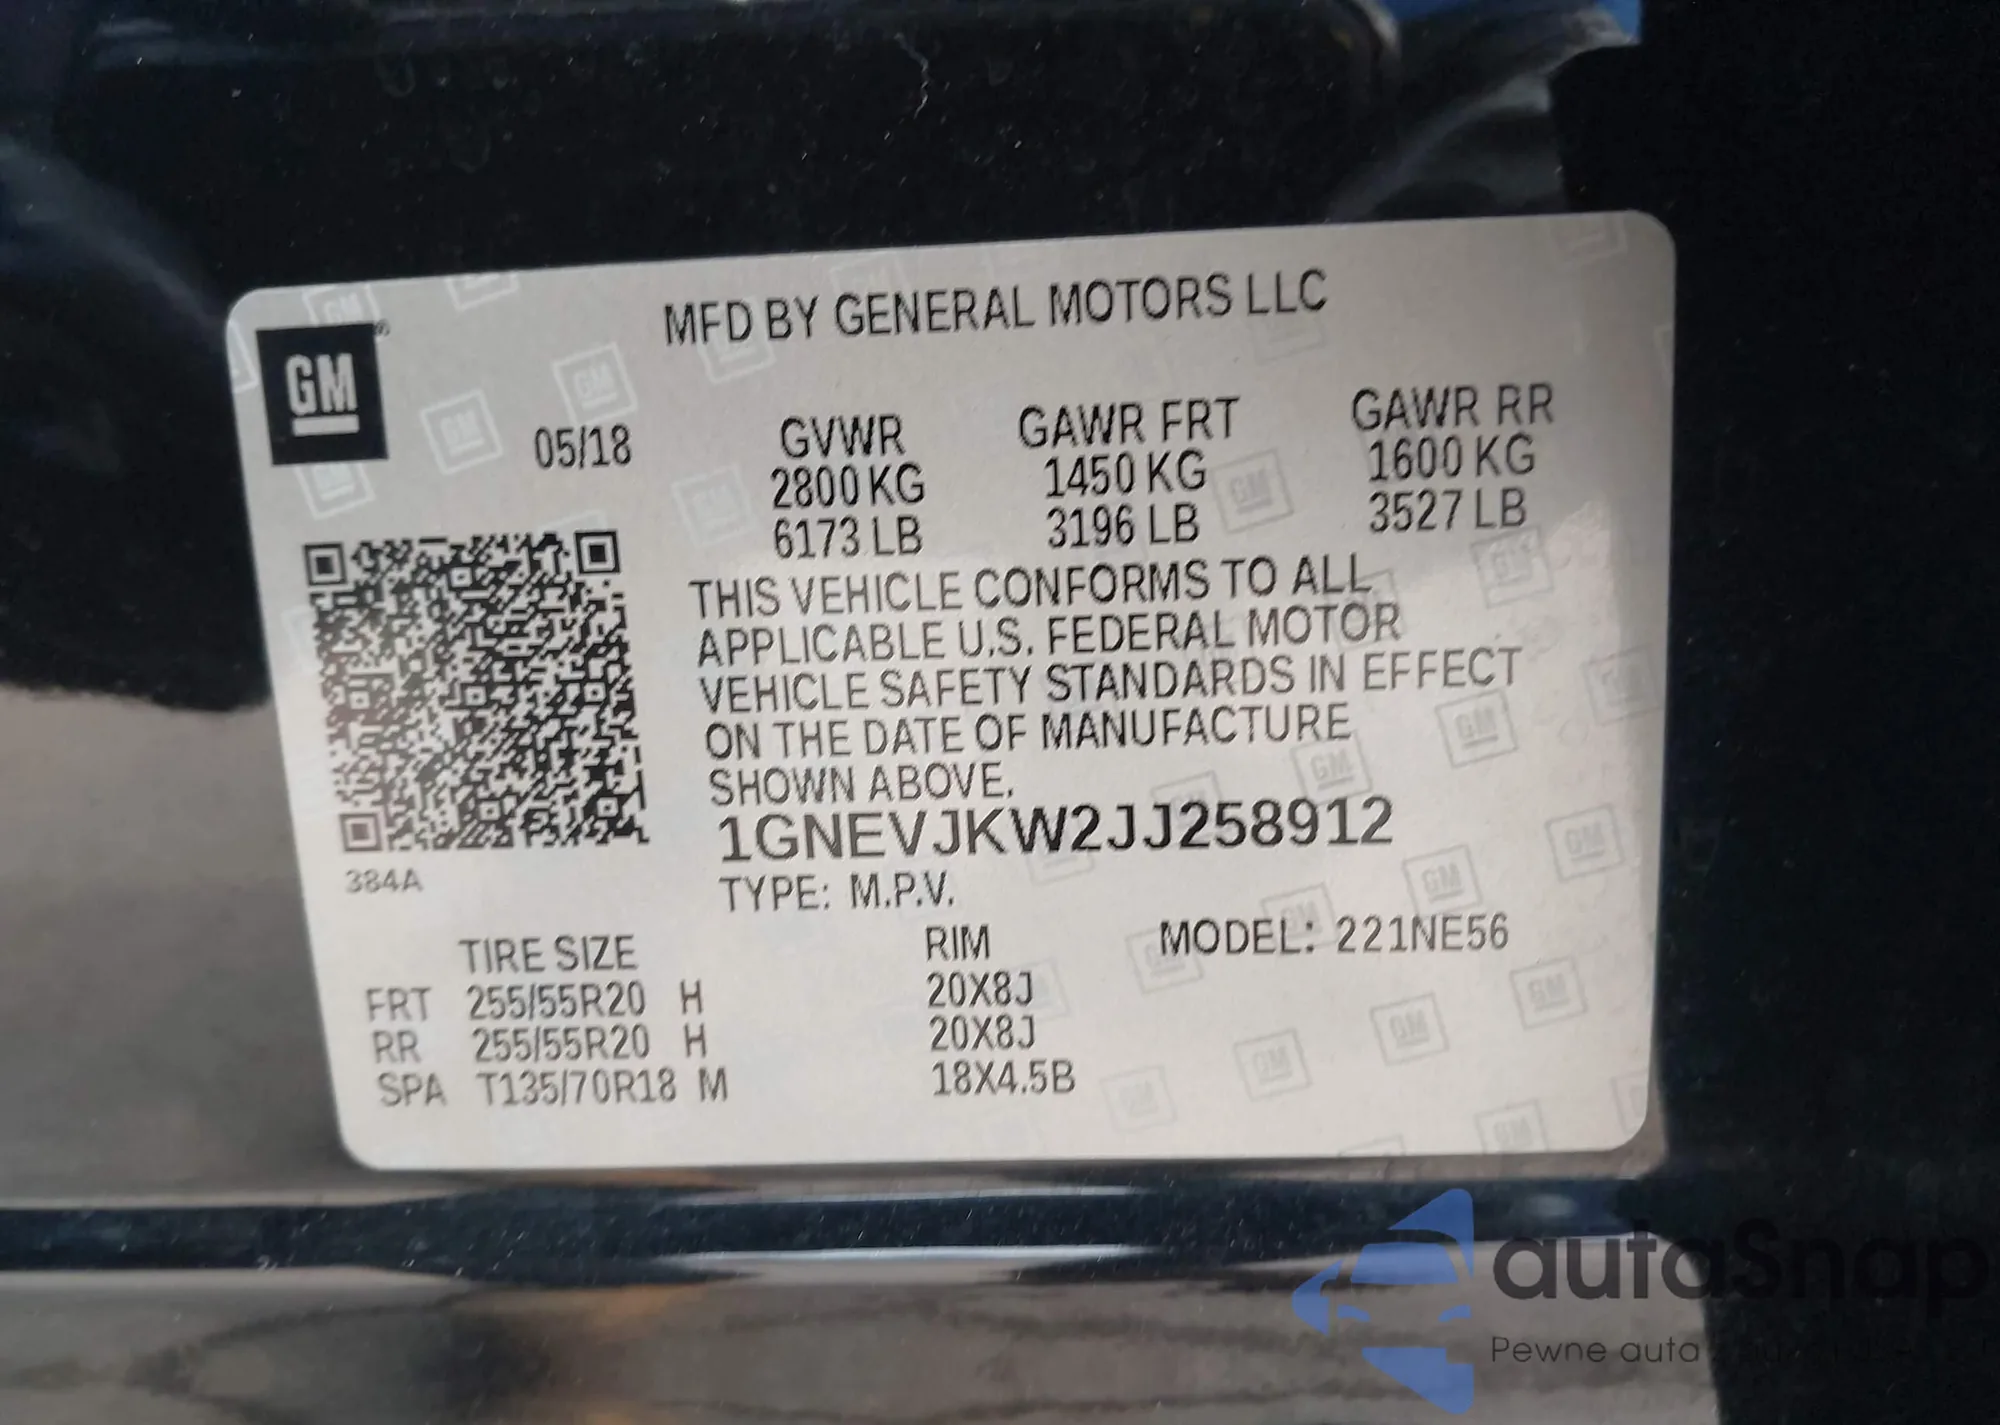 MFD BY GENERAL MOTORS LLC
GM
05/18
GVWR GAWR FRT GAWR RR
2800 KG 1450 KG 1600 KG
6173 LB 3196 LB 3527 LB
THIS VEHICLE CONFORMS TO ALL
APPLICABLE U.S. FEDERAL MOTOR
VEHICLE SAFETY STANDARDS IN EFFECT
ON THE DATE OF MANUFACTURE
SHOWN ABOVE.
1GNEVJKW2JJ258912
384A
TYPE: M.P.V.
TIRE SIZE RIM MODEL: 221NE56
FRT 255/55R20 H 20X8J
RR 255/55R20 H 20X8J
SPA T135/70R18 M 18X4.5B
autaSnap
Pewne auta